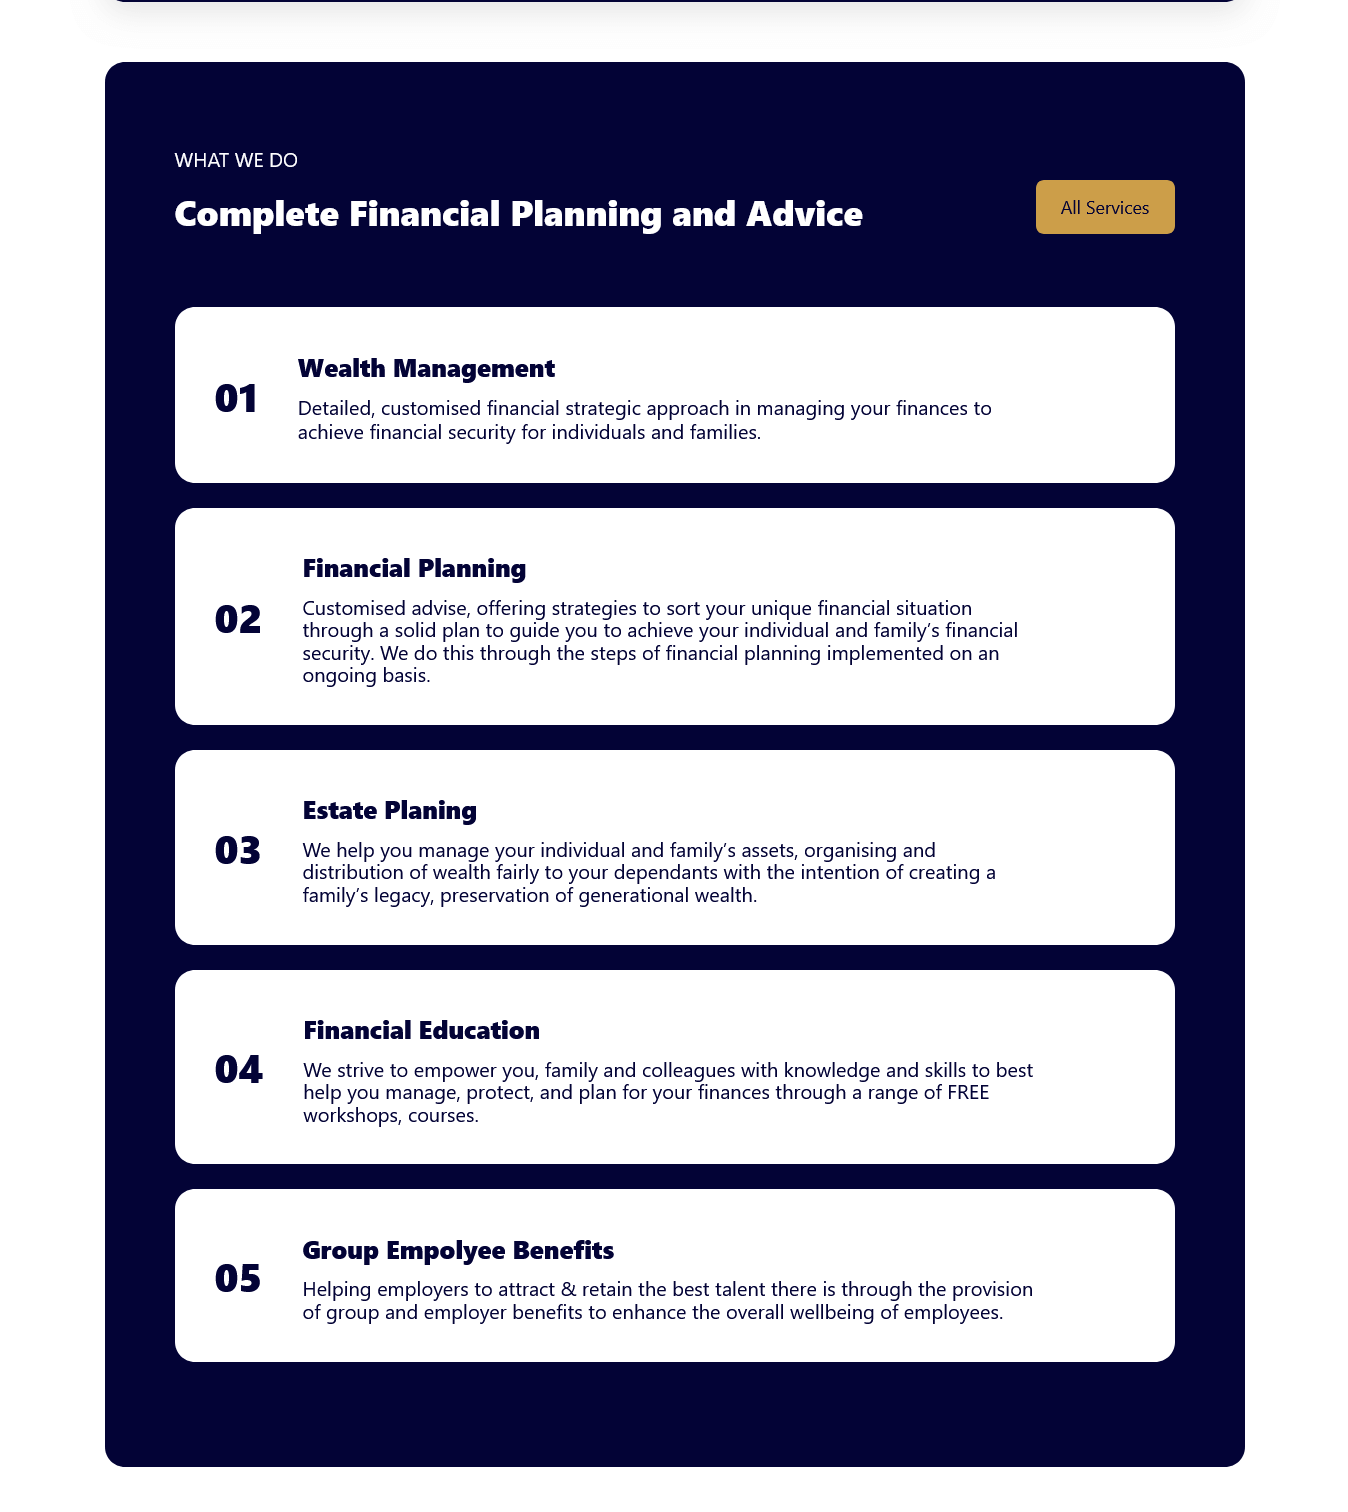 WHAT WE DO
Complete Financial Planning and Advice
All Services
01
Wealth Management
Detailed, customised financial strategic approach in managing your finances to
achieve financial security for individuals and families.
02
Financial Planning
Customised advise, offering strategies to sort your unique financial situation
through a solid plan to guide you to achieve your individual and family’s financial
security. We do this through the steps of financial planning implemented on an
ongoing basis.
03
Estate Planing
We help you manage your individual and family’s assets, organising and
distribution of wealth fairly to your dependants with the intention of creating a
family’s legacy, preservation of generational wealth.
04
Financial Education
We strive to empower you, family and colleagues with knowledge and skills to best
help you manage, protect, and plan for your finances through a range of FREE
workshops, courses.
05
Group Empolyee Benefits
Helping employers to attract & retain the best talent there is through the provision
of group and employer benefits to enhance the overall wellbeing of employees.